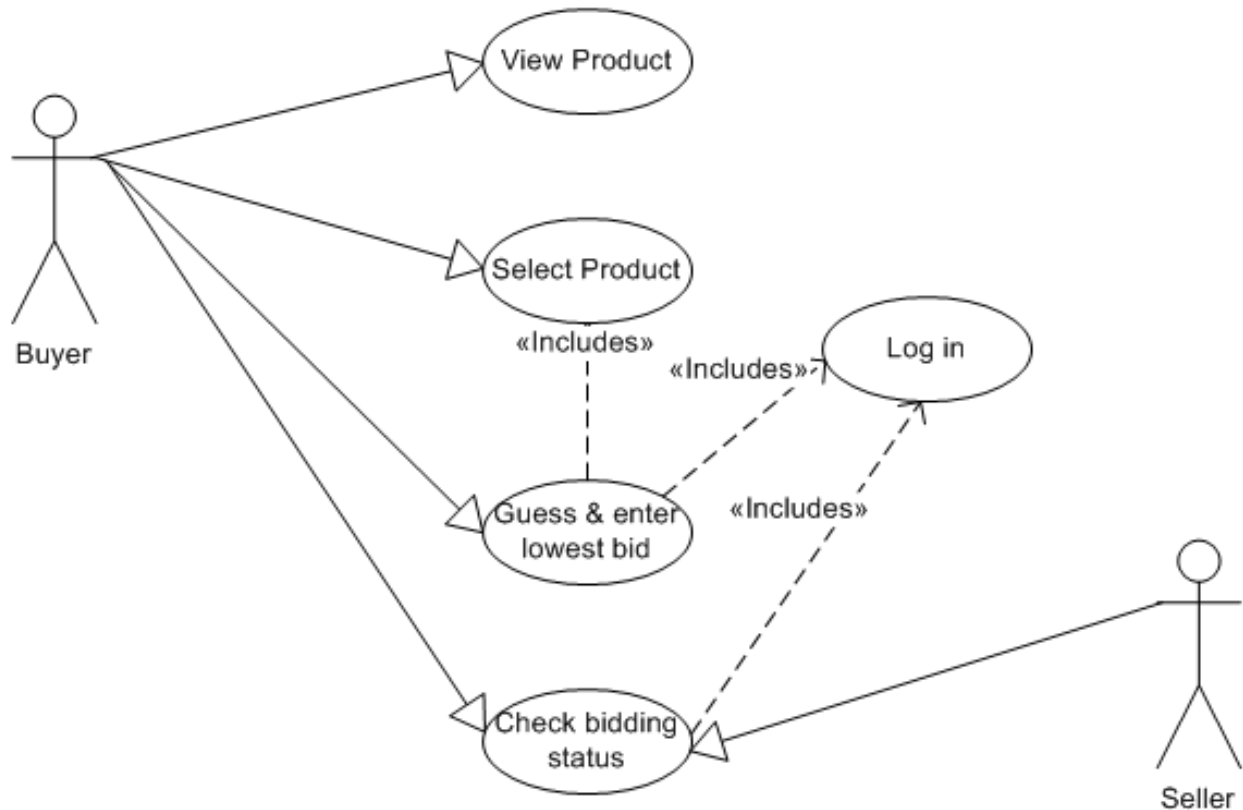 View Product
Select Product
«Includes»
Buyer
Log in
«Includes»
Guess & enter
lowest bid
«Includes»
Check bidding
status
Seller